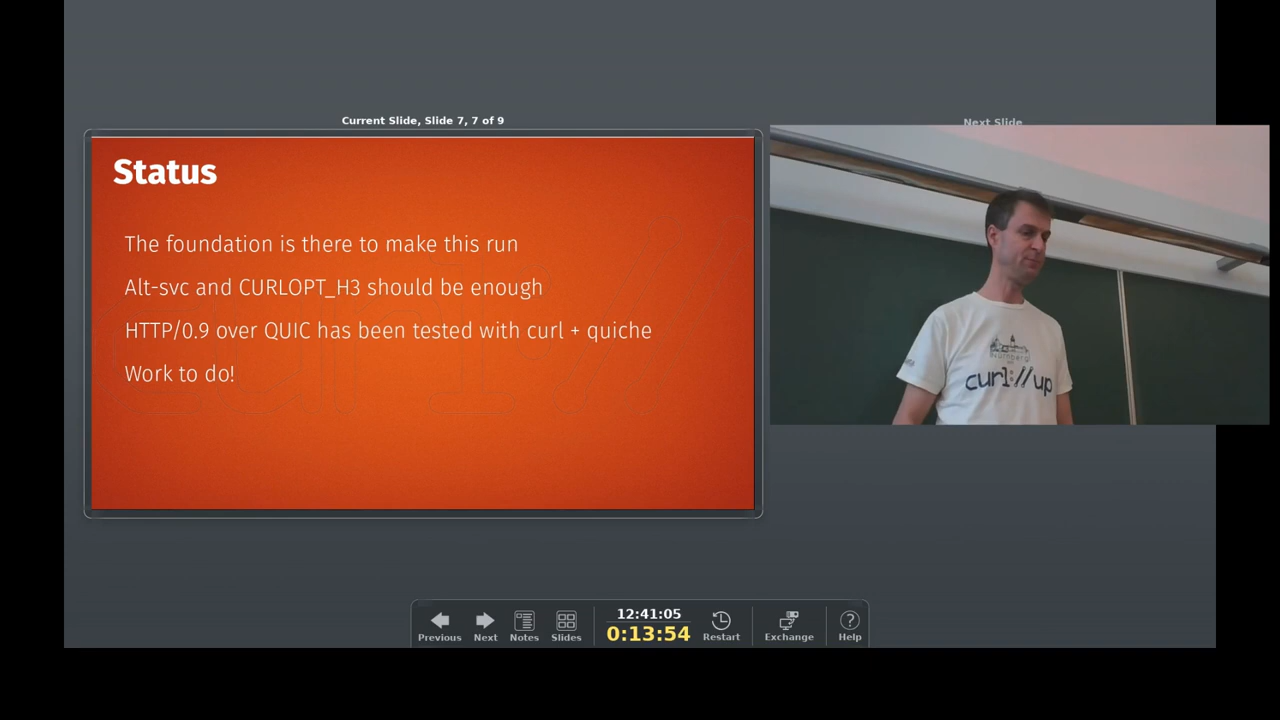 Current Slide, Slide 7, 7 of 9
Next Slide
Status
The foundation is there to make this run
Alt-svc and CURLOPT_H3 should be enough
HTTP/0.9 over QUIC has been tested with curl + quiche
Work to do!
Nürnberg
curl://up
Previous
Next
Notes
Slides
12:41:05
0:13:54
Restart
Exchange
Help